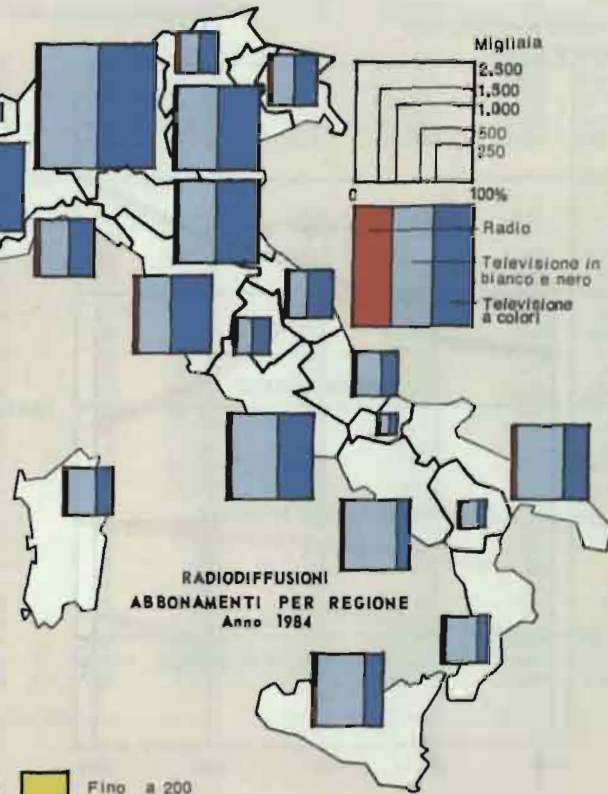 Migliaia
2.500
1.500
1.000
500
250
0 100%
Radio
Televisione in
bianco e nero
Televisione
a colori
RADIODIFFUSIONI
ABBONAMENTI PER REGIONE
Anno 1984
Fino a 200